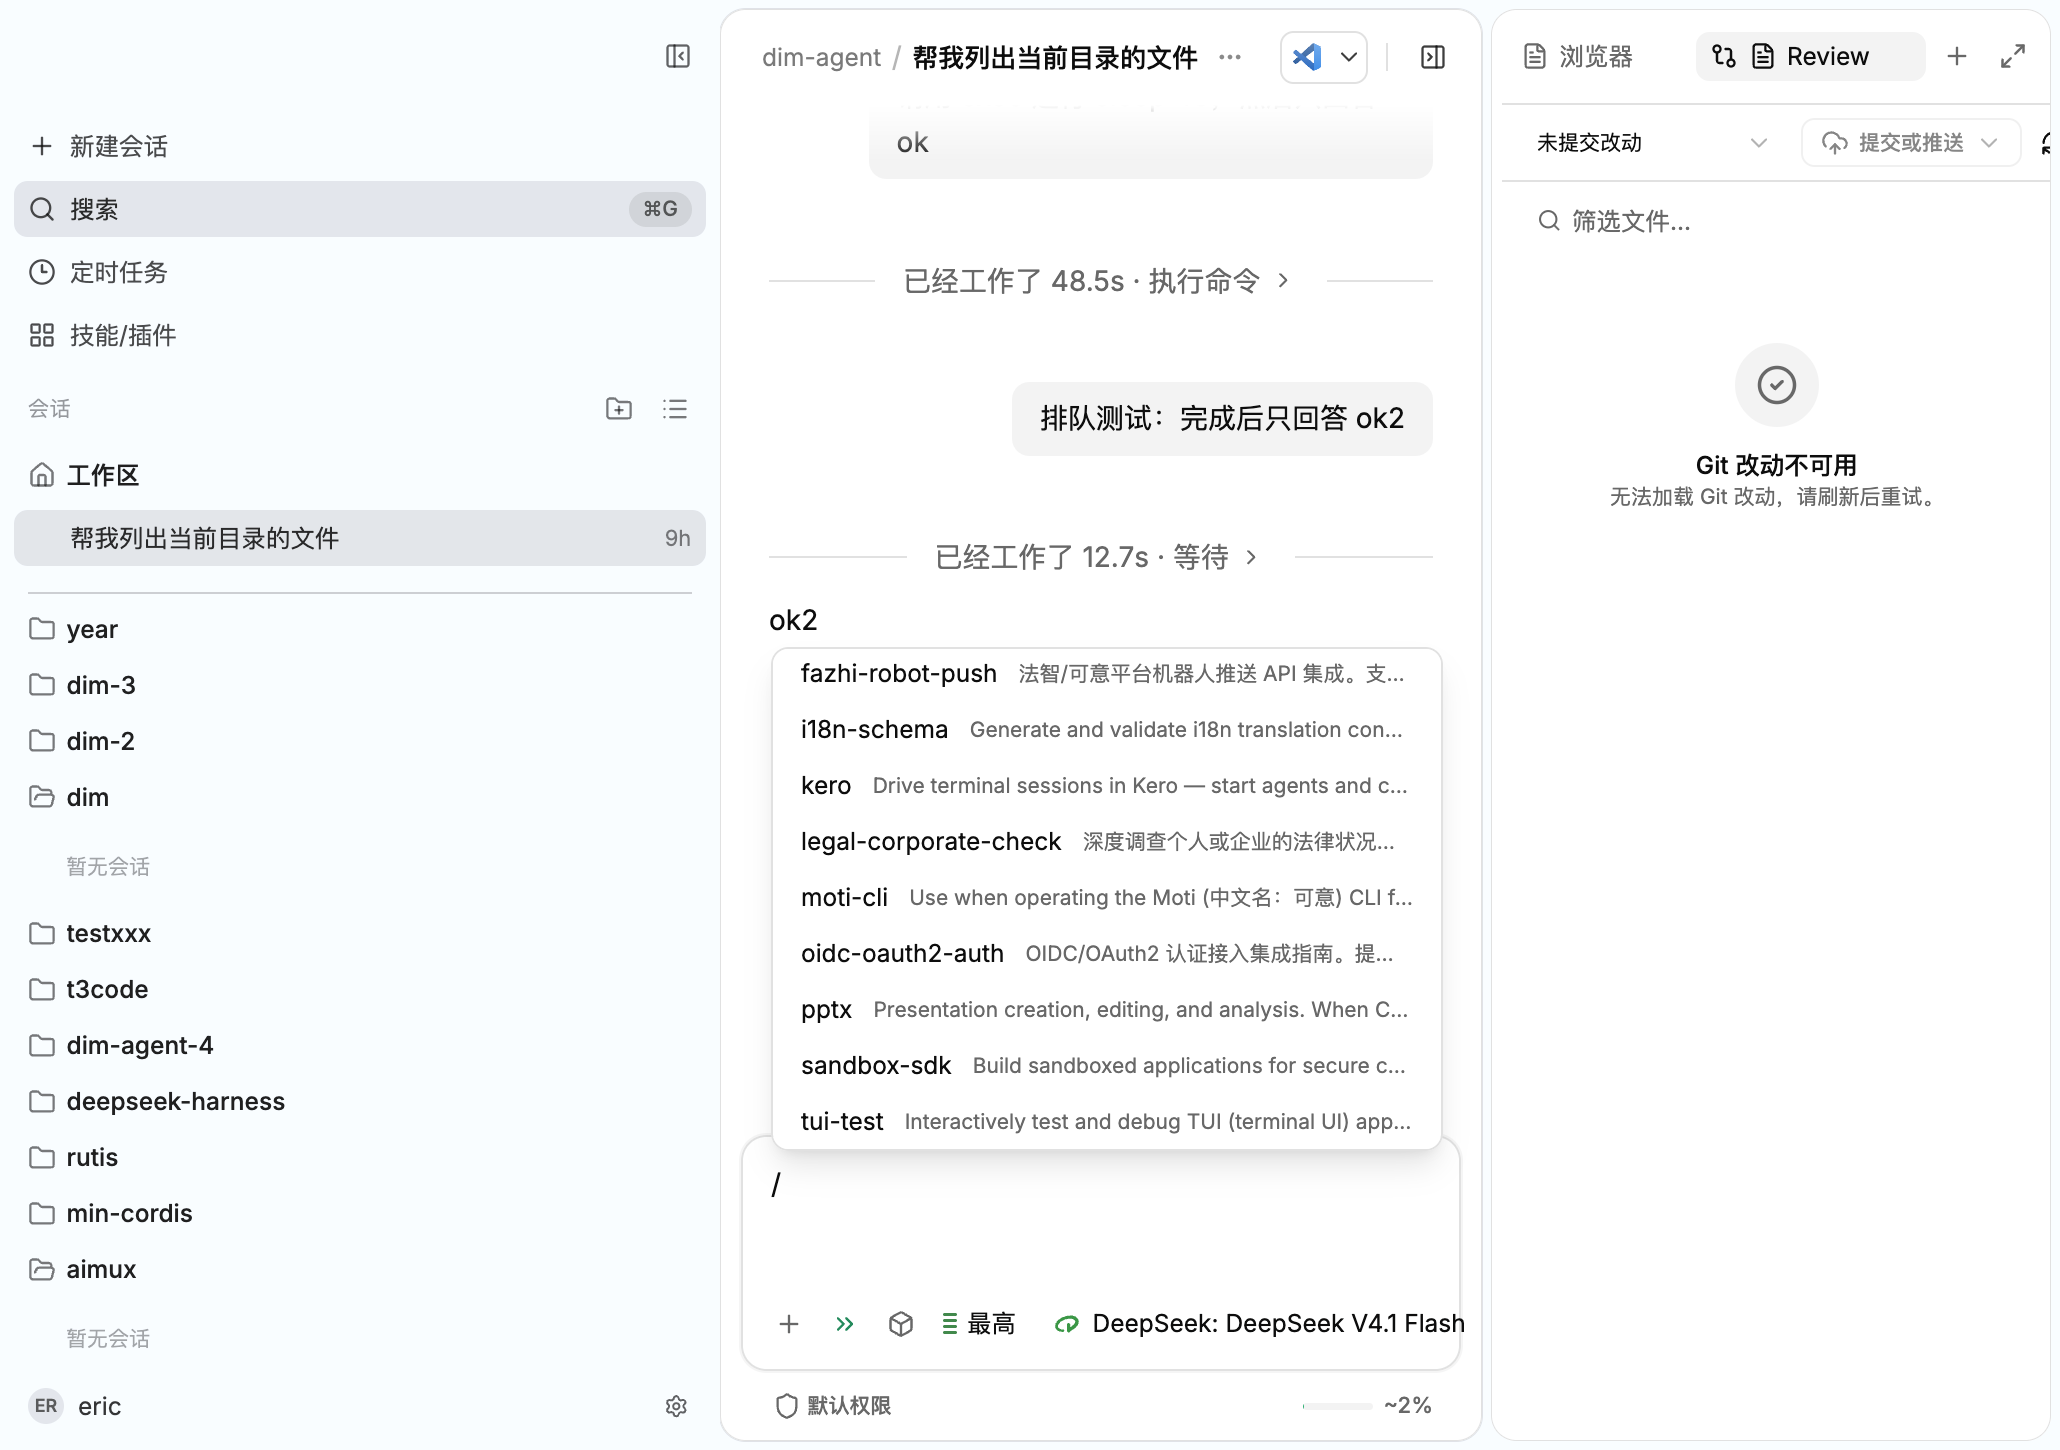 新建会话
搜索 ⌘G
定时任务
技能/插件
会话
工作区
帮我列出当前目录的文件 9h
year
dim-3
dim-2
dim
暂无会话
testxxx
t3code
dim-agent-4
deepseek-harness
rutis
min-cordis
aimux
暂无会话
ER eric
dim-agent / 帮我列出当前目录的文件 ...
ok
已经工作了 48.5s · 执行命令
排队测试：完成后只回答 ok2
已经工作了 12.7s · 等待
ok2
fazhi-robot-push 法智/可意平台机器人推送 API 集成。支...
i18n-schema Generate and validate i18n translation con...
kero Drive terminal sessions in Kero — start agents and c...
legal-corporate-check 深度调查个人或企业的法律状况...
moti-cli Use when operating the Moti (中文名：可意) CLI f...
oidc-oauth2-auth OIDC/OAuth2 认证接入集成指南。提...
pptx Presentation creation, editing, and analysis. When C...
sandbox-sdk Build sandboxed applications for secure c...
tui-test Interactively test and debug TUI (terminal UI) app...
/
最高 DeepSeek: DeepSeek V4.1 Flash
默认权限 ~2%
浏览器 Review
未提交改动 提交或推送
筛选文件...
Git 改动不可用
无法加载 Git 改动，请刷新后重试。